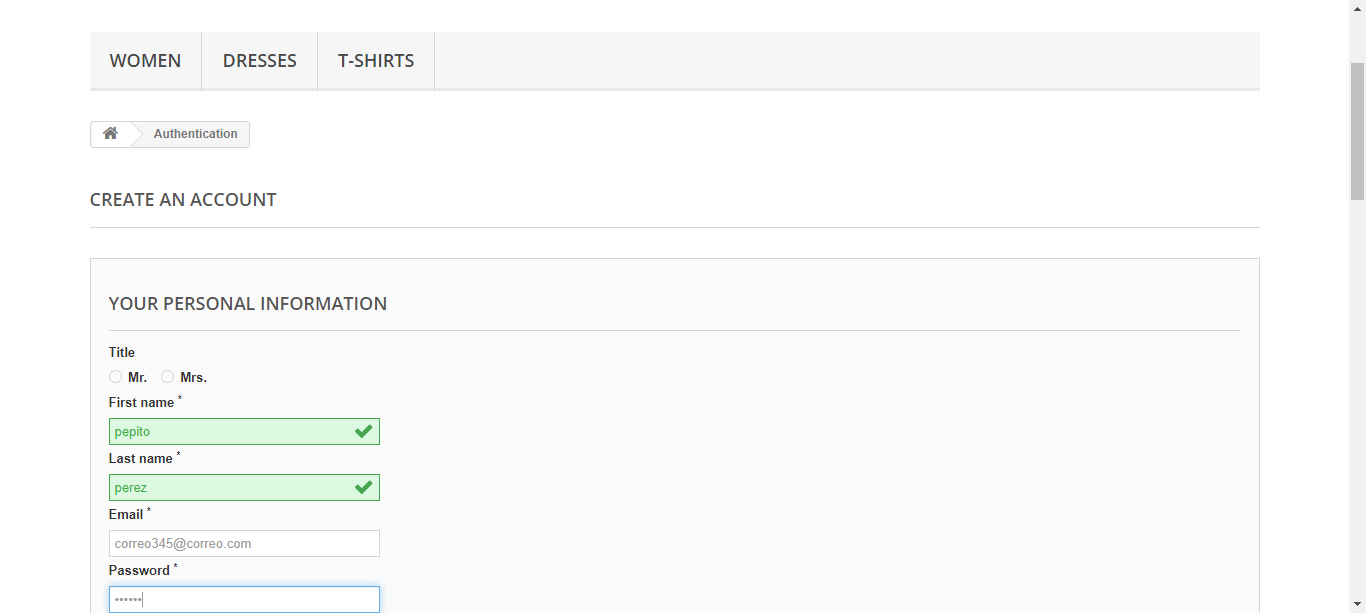 WOMEN DRESSES T-SHIRTS
Authentication
CREATE AN ACCOUNT
YOUR PERSONAL INFORMATION
Title
Mr. Mrs.
First name *
pepito
Last name *
perez
Email *
correo345@correo.com
Password *
••••••